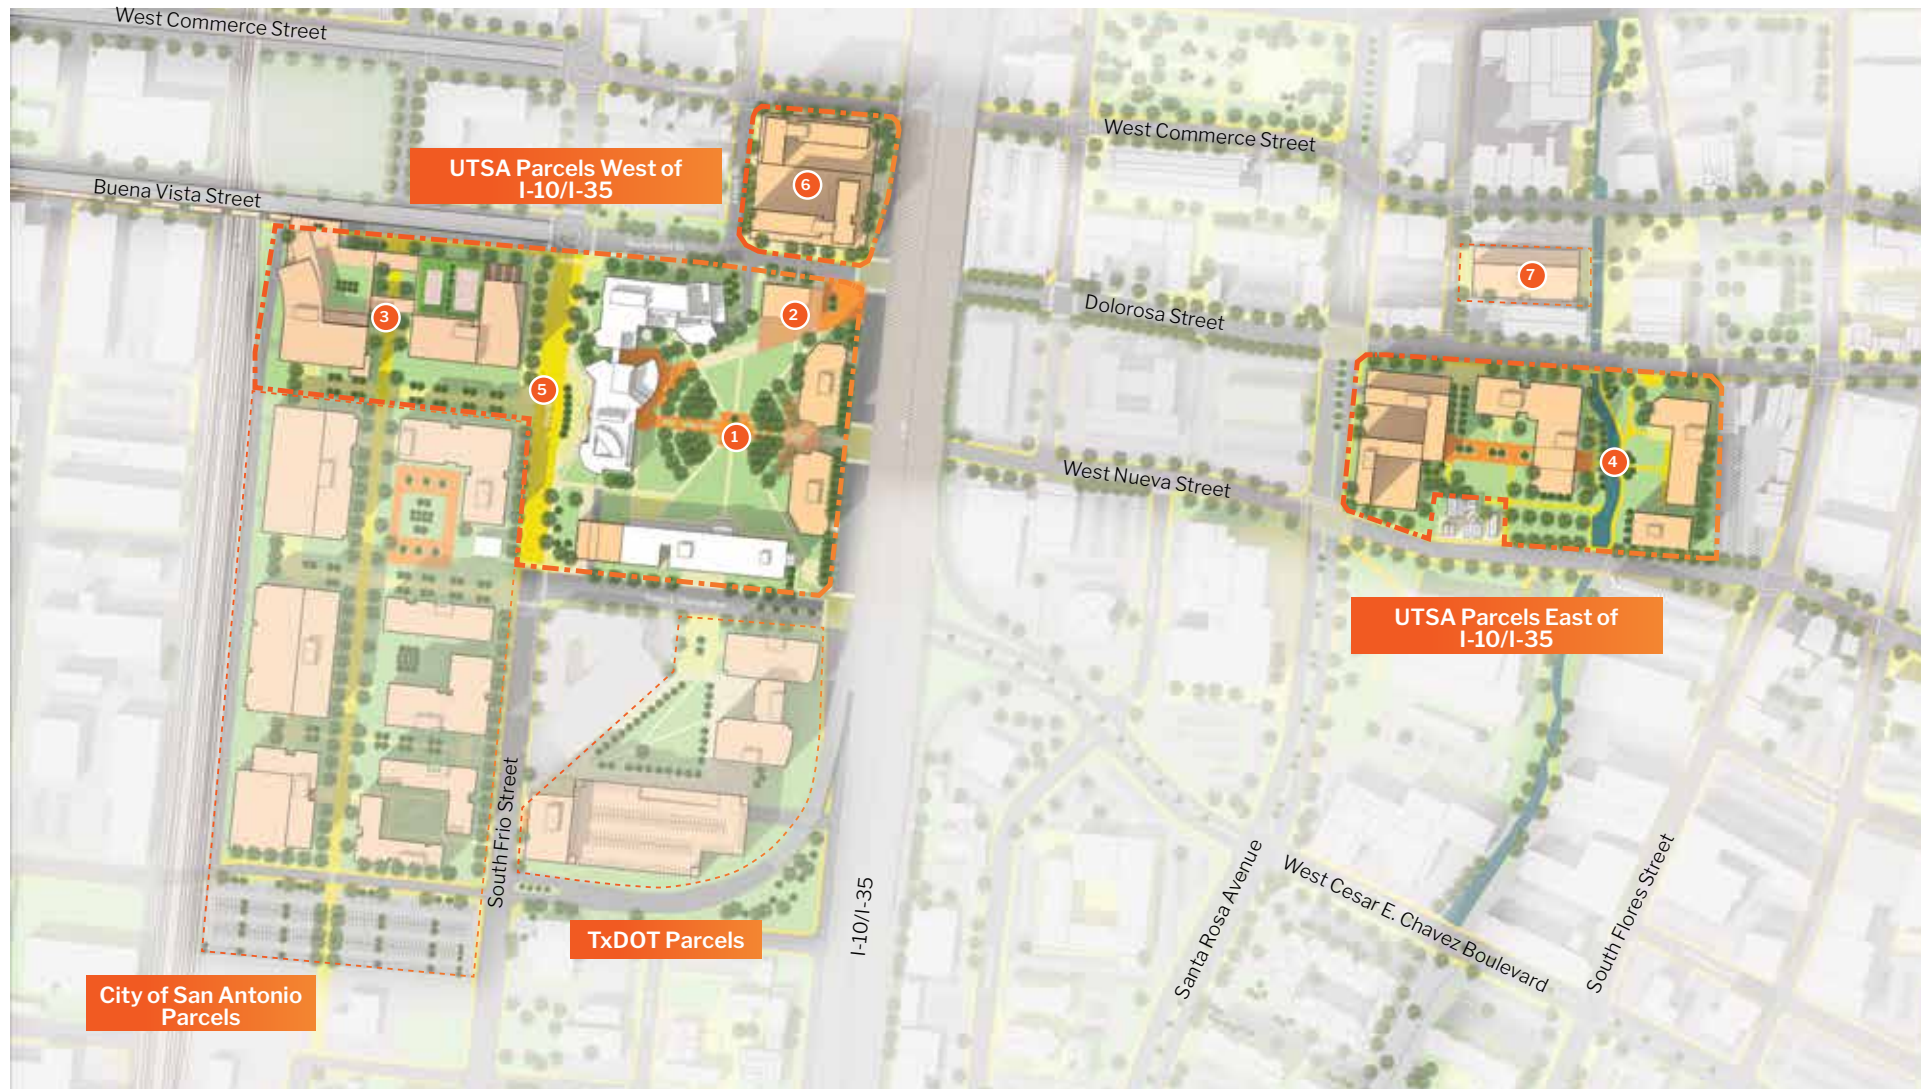 West Commerce Street
West Commerce Street
UTSA Parcels West of
I-10/I-35
6
Buena Vista Street
7
3
2
Dolorosa Street
5
1
4
West Nueva Street
UTSA Parcels East of
I-10/I-35
South Frio Street
I-10/I-35
Santa Rosa Avenue
West Cesar E. Chavez Boulevard
South Flores Street
TxDOT Parcels
City of San Antonio
Parcels